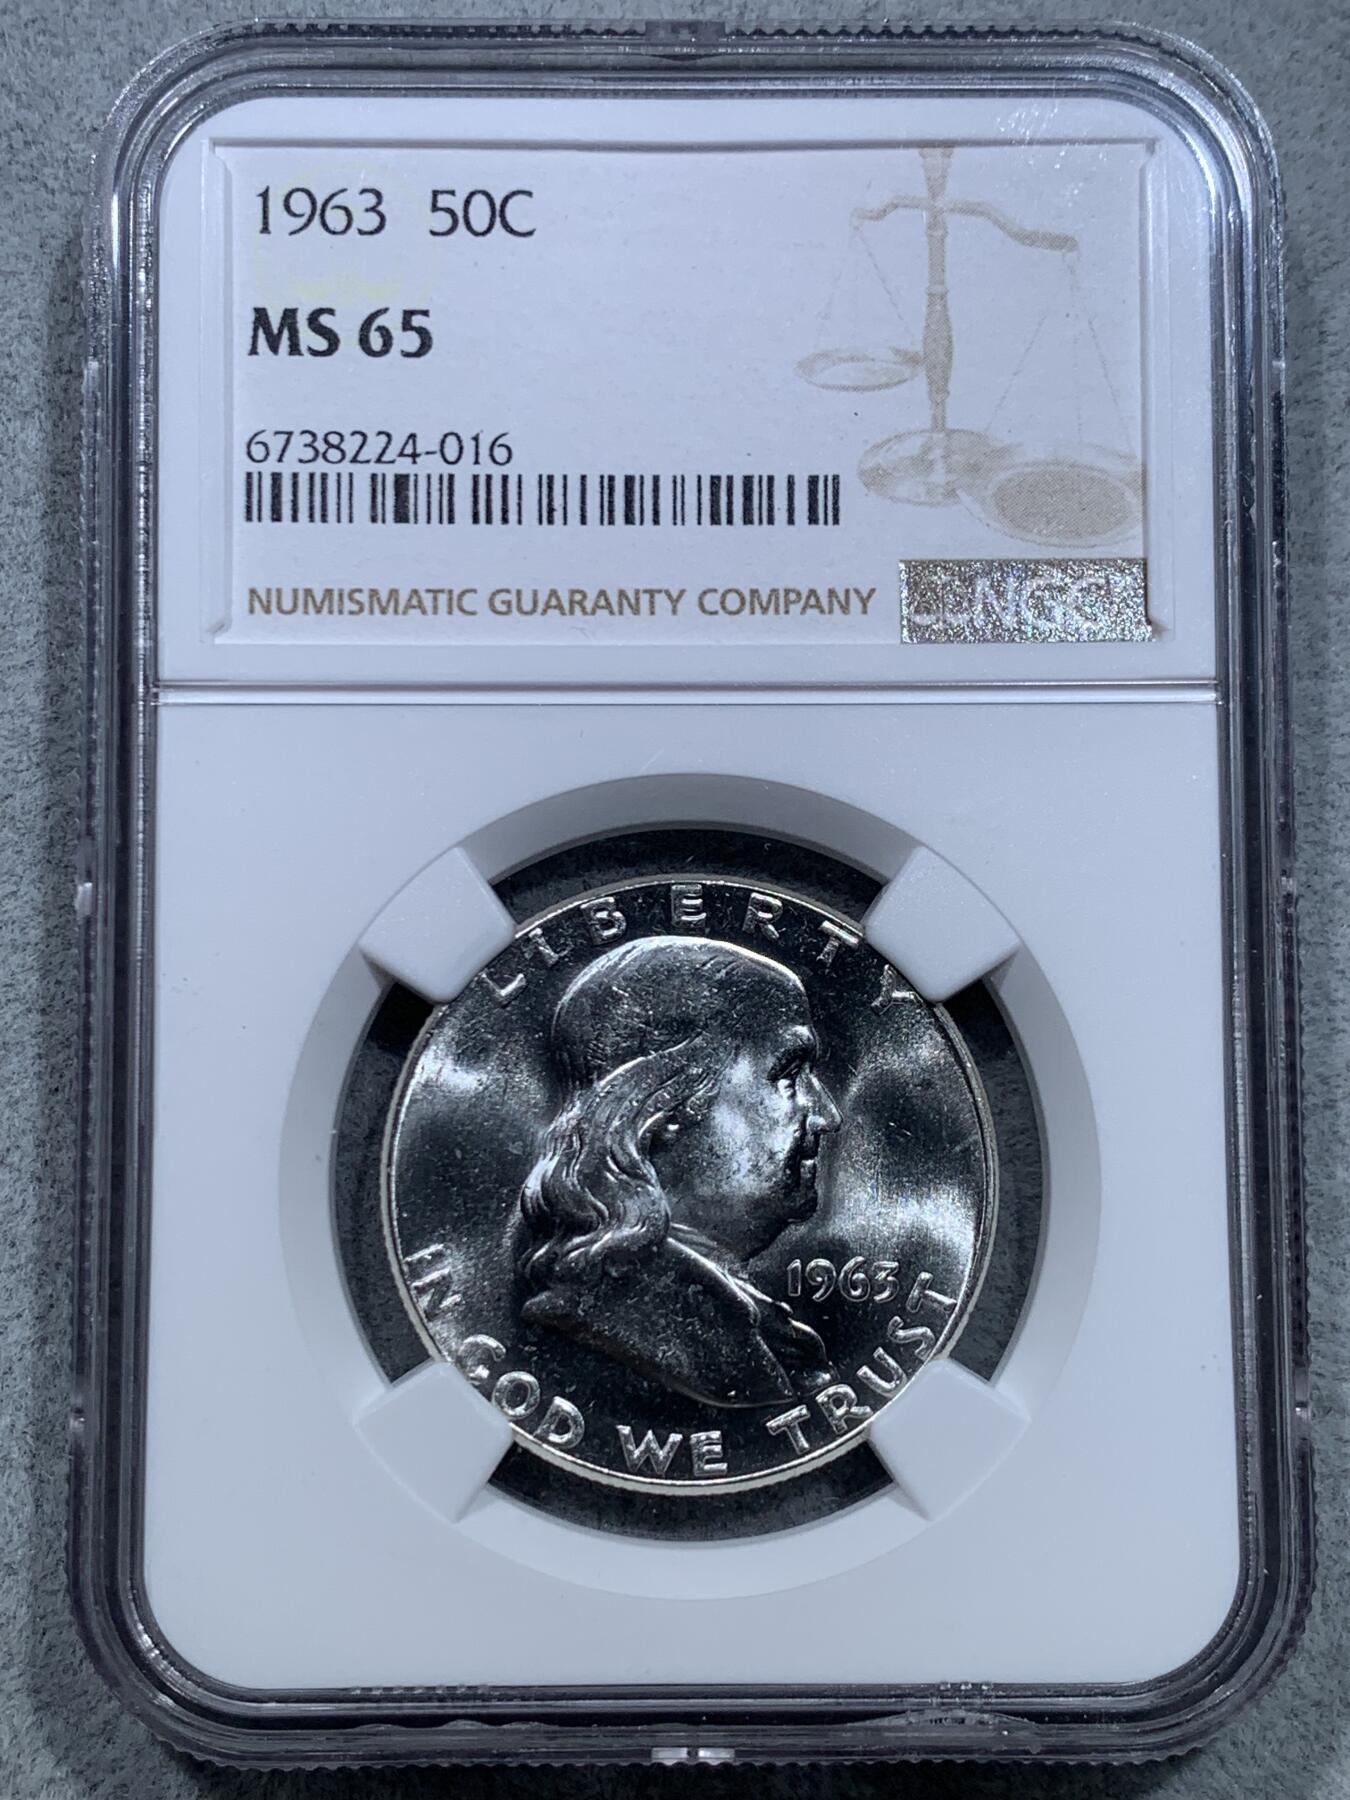 1963 50C
MS 65
6738224-016
NUMISMATIC GUARANTY COMPANY
NGC
LIBERTY
1963
IN GOD WE TRUST